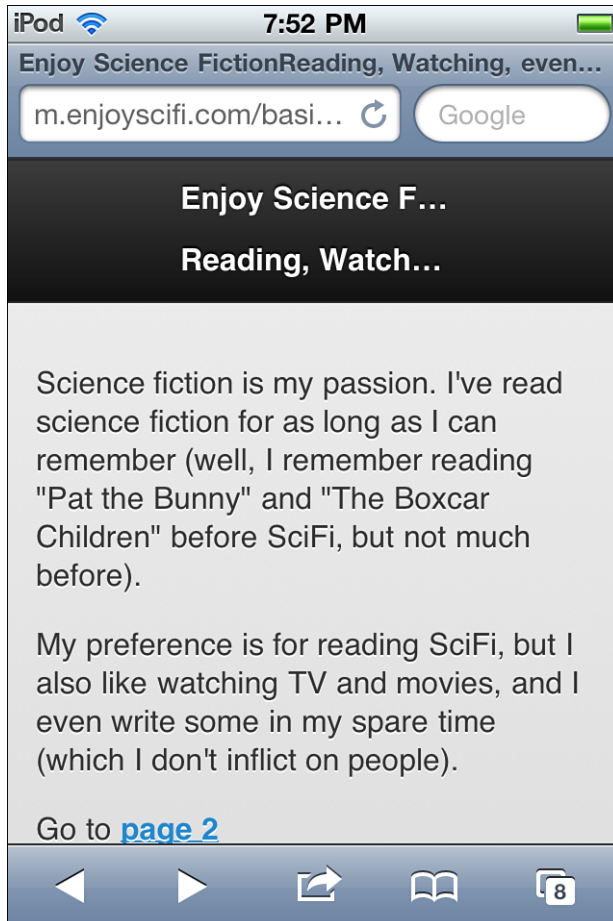 iPod 7:52 PM
Enjoy Science FictionReading, Watching, even...
m.enjoyscifi.com/basi... Google
Enjoy Science F...
Reading, Watch...
Science fiction is my passion. I've read
science fiction for as long as I can
remember (well, I remember reading
"Pat the Bunny" and "The Boxcar
Children" before SciFi, but not much
before).
My preference is for reading SciFi, but I
also like watching TV and movies, and I
even write some in my spare time
(which I don't inflict on people).
Go to page 2
8